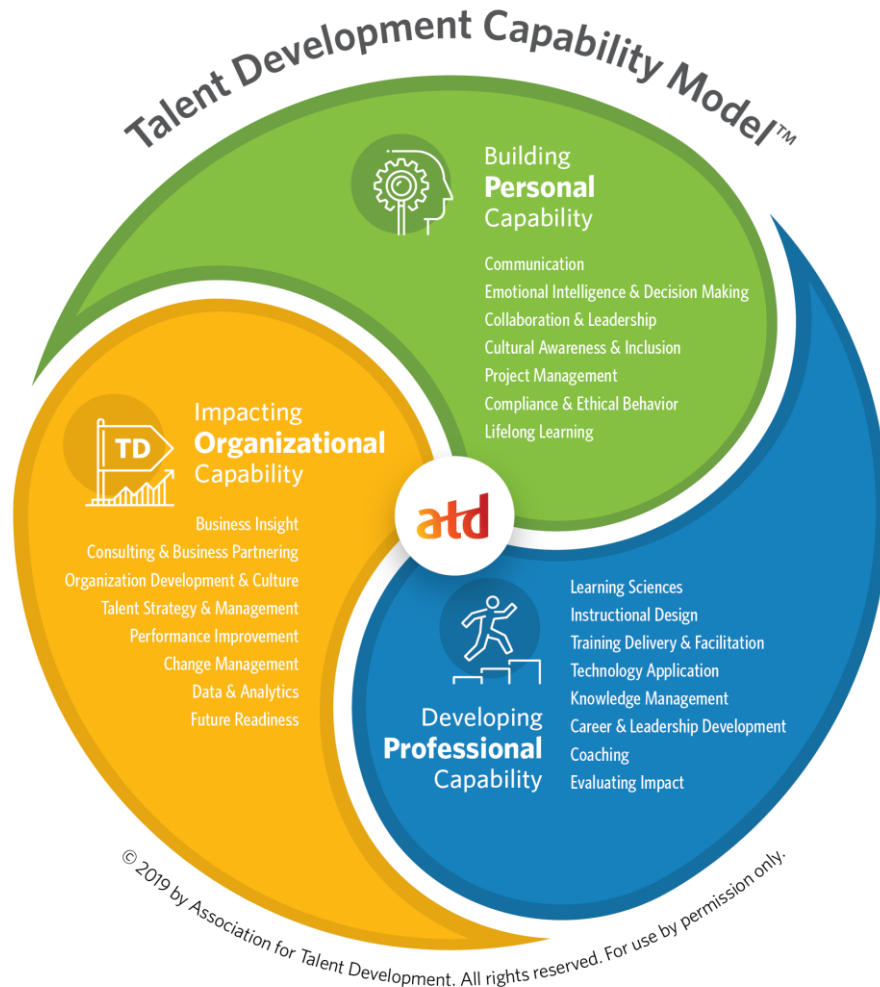 Talent Development Capability Model™
Building
Personal
Capability
Communication
Emotional Intelligence & Decision Making
Collaboration & Leadership
Cultural Awareness & Inclusion
Project Management
Compliance & Ethical Behavior
Lifelong Learning
TD
Impacting
Organizational
Capability
Business Insight
Consulting & Business Partnering
Organization Development & Culture
Talent Strategy & Management
Performance Improvement
Change Management
Data & Analytics
Future Readiness
atd
Developing
Professional
Capability
Learning Sciences
Instructional Design
Training Delivery & Facilitation
Technology Application
Knowledge Management
Career & Leadership Development
Coaching
Evaluating Impact
© 2019 by Association for Talent Development. All rights reserved. For use by permission only.